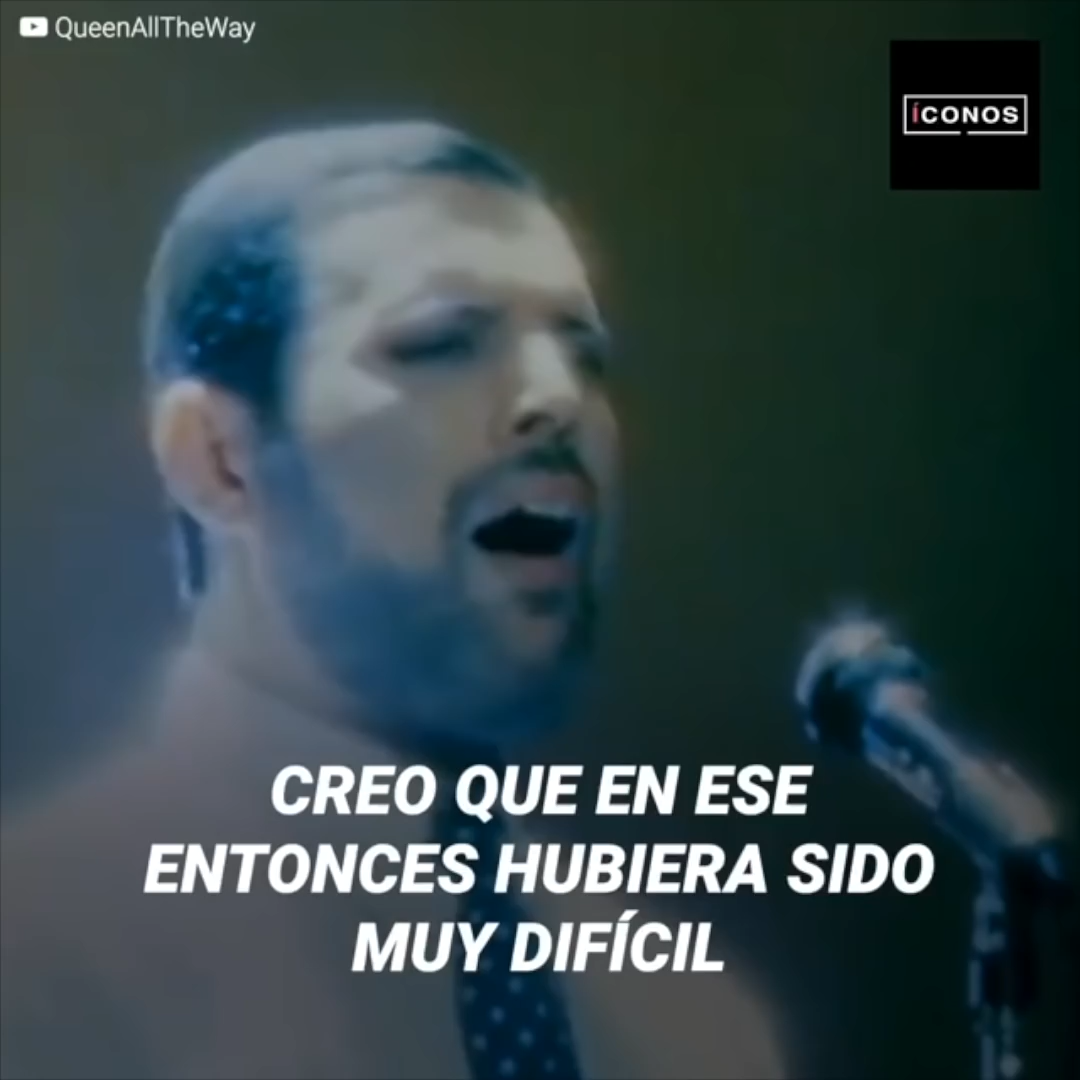 QueenAllTheWay
ÍCONOS
CREO QUE EN ESE
ENTONCES HUBIERA SIDO
MUY DIFÍCIL